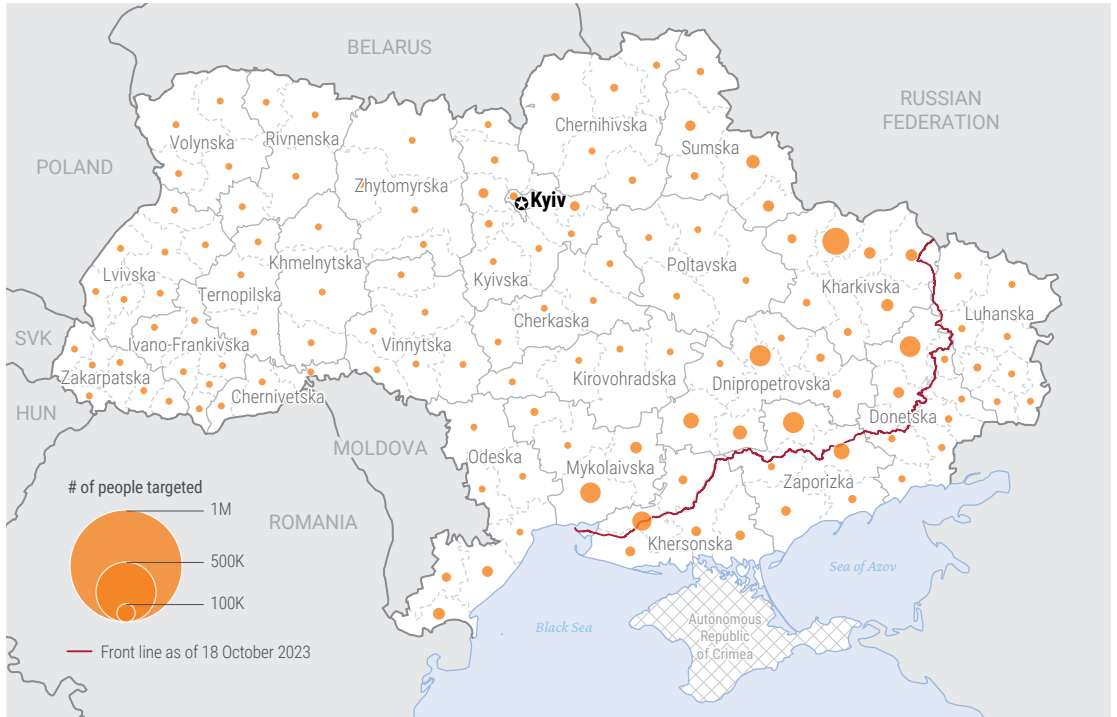 BELARUS
RUSSIAN
FEDERATION
POLAND
Volynska
Rivnenska
Chernihivska
Sumska
Zhytomyrska
Kyiv
Lvivska
Ternopilska
Khmelnytska
Kyivska
Poltavska
Kharkivska
Luhanska
Cherkaska
SVK
Ivano-Frankivska
Vinnytska
Zakarpatska
Chernivetska
Kirovohradska
Dnipropetrovska
Donetska
HUN
MOLDOVA
Odeska
Mykolaivska
Zaporizka
Khersonska
ROMANIA
Sea of Azov
Black Sea
Autonomous
Republic
of Crimea
# of people targeted
1M
500K
100K
Front line as of 18 October 2023